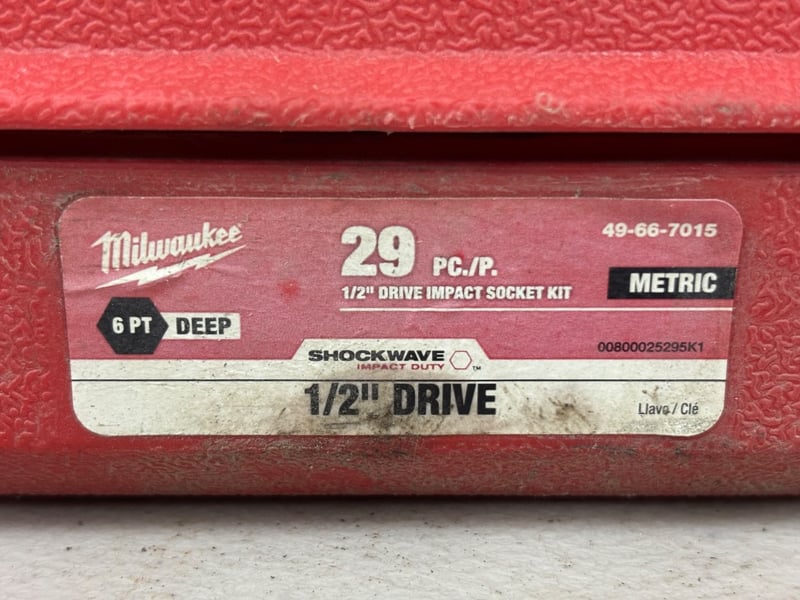 Milwaukee
29 PC./P.
1/2" DRIVE IMPACT SOCKET KIT
49-66-7015
METRIC
6 PT DEEP
00800025295K1
SHOCKWAVE
IMPACT DUTY™
1/2" DRIVE
Llave / Clé